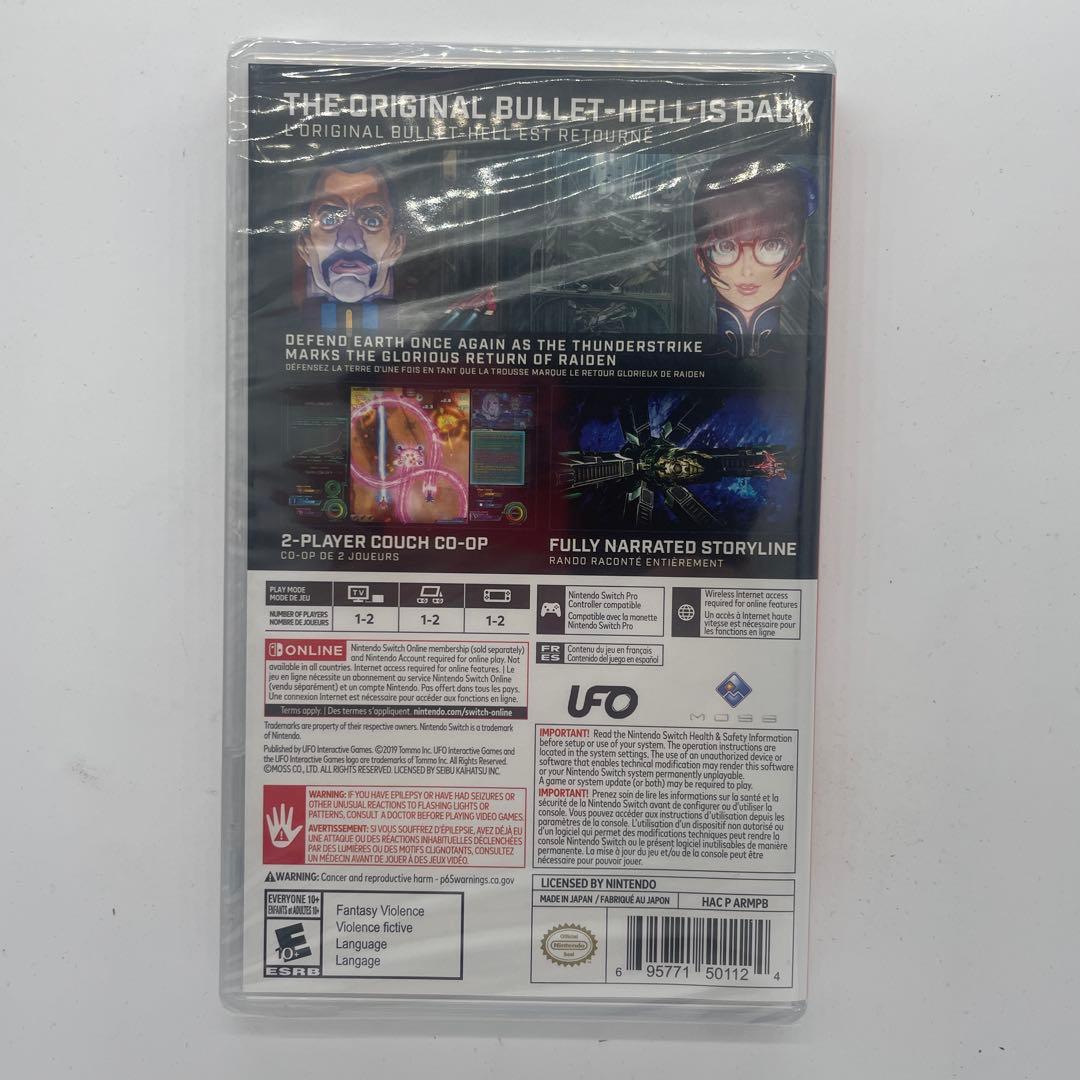 THE ORIGINAL BULLET-HELL IS BACK
L'ORIGINAL BULLET-HELL EST RETOURNÉ
DEFEND EARTH ONCE AGAIN AS THE THUNDERSTRIKE
MARKS THE GLORIOUS RETURN OF RAIDEN
DÉFENSEZ LA TERRE D'UNE FOIS EN TANT QUE LA TROUSSE MARQUE LE RETOUR GLORIEUX DE RAIDEN
2-PLAYER COUCH CO-OP
CO-OP DE 2 JOUEURS
FULLY NARRATED STORYLINE
RANDO RACONTÉ ENTIÈREMENT
PLAY MODE
MODE DE JEU
TV
NUMBER OF PLAYERS
NOMBRE DE JOUEURS
1-2
1-2
1-2
Nintendo Switch Pro
Controller compatible
Compatible avec la manette
Nintendo Switch Pro
Wireless Internet access
required for online features
Un accès à Internet haute
vitesse est nécessaire pour
les fonctions en ligne
FR
ES
Contenu du jeu en français
Contenido del juego en español
ONLINE
Nintendo Switch Online membership (sold separately)
and Nintendo Account required for online play. Not
available in all countries. Internet access required for online features. | Le
jeu en ligne nécessite un abonnement au service Nintendo Switch Online
(vendu séparément) et un compte Nintendo. Pas offert dans tous les pays.
Une connexion Internet est nécessaire pour accéder aux fonctions en ligne.
Terms apply. | Des termes s'appliquent. nintendo.com/switch-online
Trademarks are property of their respective owners. Nintendo Switch is a trademark
of Nintendo.
Published by UFO Interactive Games. ©2019 Tommo Inc. UFO Interactive Games and
the UFO Interactive Games logo are trademarks of Tommo Inc. All Rights Reserved.
©MOSS CO., LTD. ALL RIGHTS RESERVED. LICENSED BY SEIBU KAIHATSU INC.
UFO
MOSS
WARNING: IF YOU HAVE EPILEPSY OR HAVE HAD SEIZURES OR
OTHER UNUSUAL REACTIONS TO FLASHING LIGHTS OR
PATTERNS, CONSULT A DOCTOR BEFORE PLAYING VIDEO GAMES.
AVERTISSEMENT: SI VOUS SOUFFREZ D'ÉPILEPSIE, AVEZ DÉJÀ EU
UNE ATTAQUE OU DES RÉACTIONS INHABITUELLES DÉCLENCHÉES
PAR DES LUMIÈRES OU DES MOTIFS CLIGNOTANTS, CONSULTEZ
UN MÉDECIN AVANT DE JOUER À DES JEUX VIDÉO.
WARNING: Cancer and reproductive harm - p65warnings.ca.gov
IMPORTANT! Read the Nintendo Switch Health & Safety Information
before setup or use of your system. The operation instructions are
located in the system settings. The use of an unauthorized device or
software that enables technical modification may render this software
or your Nintendo Switch system permanently unplayable.
A game or system update (or both) may be required to play.
IMPORTANT! Prenez soin de lire les informations sur la santé et la
sécurité de la Nintendo Switch avant de configurer ou d'utiliser la
console. Vous pouvez accéder aux instructions d'utilisation depuis les
paramètres de la console. L'utilisation d'un dispositif non autorisé ou
d'un logiciel qui permet des modifications techniques peut rendre la
console Nintendo Switch ou le présent logiciel inutilisables de manière
permanente. La mise à jour du jeu et/ou de la console peut être
nécessaire pour pouvoir jouer.
EVERYONE 10+
ENFANTS et ADULTES 10+
E
10+
ESRB
Fantasy Violence
Violence fictive
Language
Langage
LICENSED BY NINTENDO
MADE IN JAPAN / FABRIQUÉ AU JAPON
HAC P ARMPB
Official
Nintendo
Seal
6 95771 50112 4